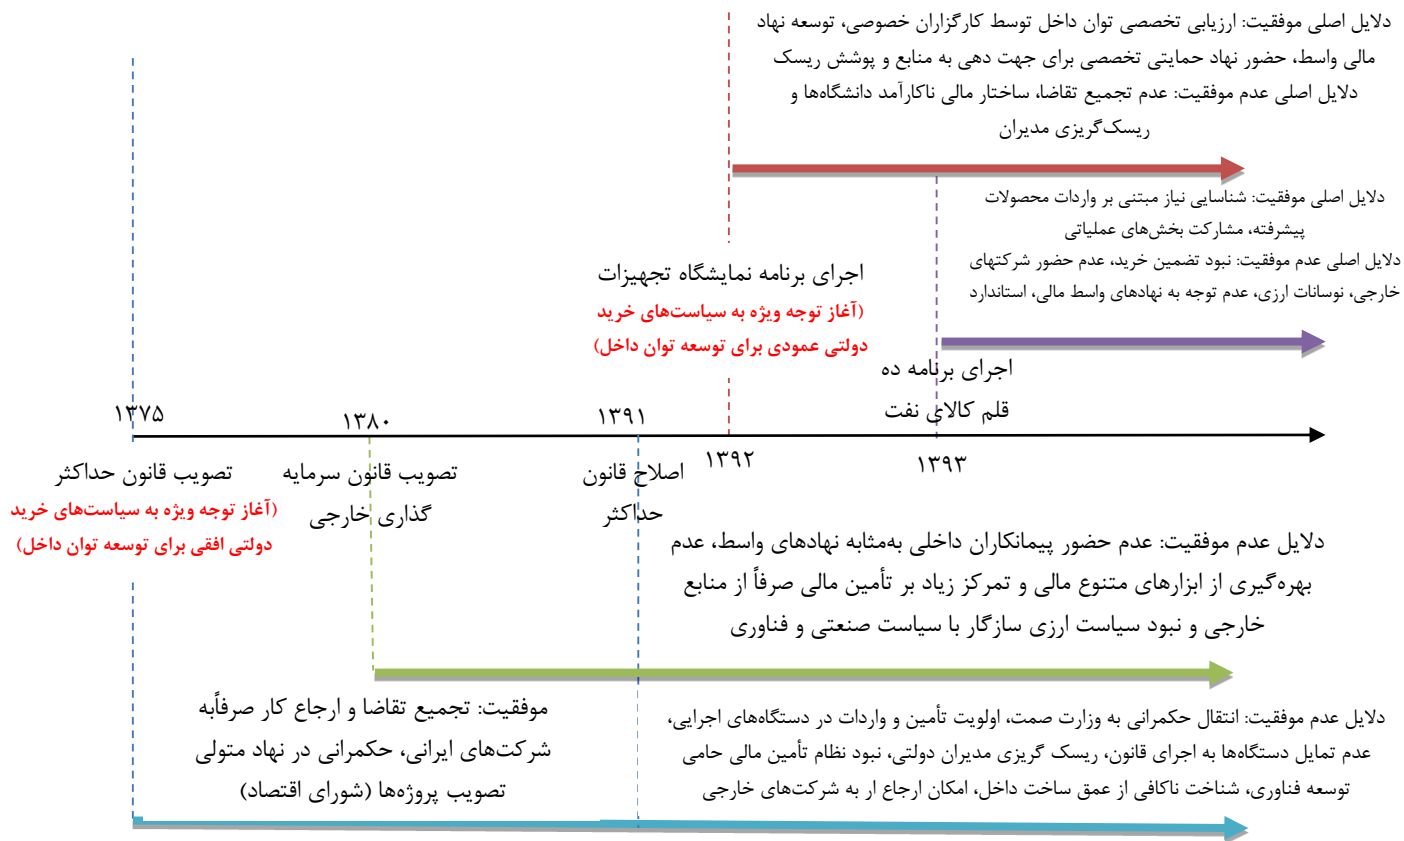 دلایل اصلی موفقیت: ارزیابی تخصصی توان داخل توسط کارگزاران خصوصی، توسعه نهاد
مالی واسط، حضور نهاد حمایتی تخصصی برای جهت دهی به منابع و پوشش ریسک
دلایل اصلی عدم موفقیت: عدم تجمیع تقاضا، ساختار مالی ناکارآمد دانشگاه‌ها و
ریسک‌گریزی مدیران
دلایل اصلی موفقیت: شناسایی نیاز مبتنی بر واردات محصولات
پیشرفته، مشارکت بخش‌های عملیاتی
دلایل اصلی عدم موفقیت: نبود تضمین خرید، عدم حضور شرکتهای
خارجی، نوسانات ارزی، عدم توجه به نهادهای واسط مالی، استاندارد
اجرای برنامه نمایشگاه تجهیزات
(آغاز توجه ویژه به سیاست‌های خرید
دولتی عمودی برای توسعه توان داخل)
اجرای برنامه ده
قلم کالای نفت
۱۳۷۵
۱۳۸۰
۱۳۹۱
۱۳۹۲
۱۳۹۳
تصویب قانون حداکثر
(آغاز توجه ویژه به سیاست‌های خرید
دولتی افقی برای توسعه توان داخل)
تصویب قانون سرمایه
گذاری خارجی
اصلاح قانون
حداکثر
دلایل عدم موفقیت: عدم حضور پیمانکاران داخلی به‌مثابه نهادهای واسط، عدم
بهره‌گیری از ابزارهای متنوع مالی و تمرکز زیاد بر تأمین مالی صرفاً از منابع
خارجی و نبود سیاست ارزی سازگار با سیاست صنعتی و فناوری
موفقیت: تجمیع تقاضا و ارجاع کار صرفاًبه
شرکت‌های ایرانی، حکمرانی در نهاد متولی
تصویب پروژه‌ها (شورای اقتصاد)
دلایل عدم موفقیت: انتقال حکمرانی به وزارت صمت، اولویت تأمین و واردات در دستگاه‌های اجرایی،
عدم تمایل دستگاه‌ها به اجرای قانون، ریسک گریزی مدیران دولتی، نبود نظام تأمین مالی حامی
توسعه فناوری، شناخت ناکافی از عمق ساخت داخل، امکان ارجاع ار به شرکت‌های خارجی